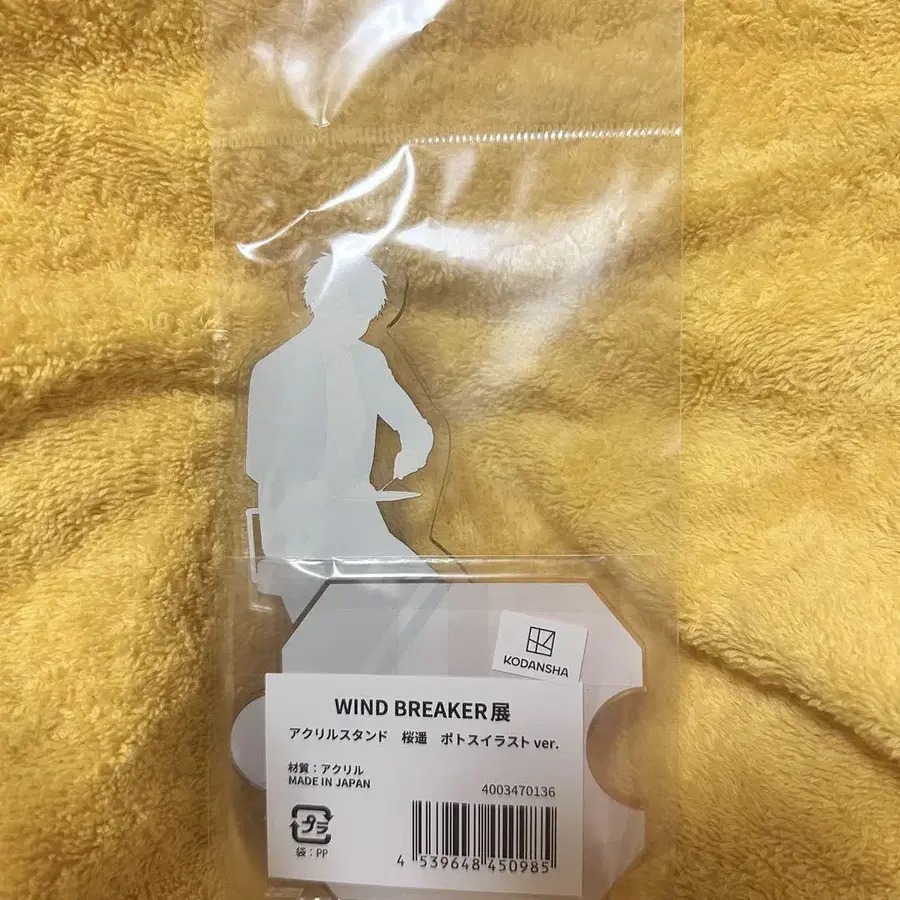 KODANSHA
WIND BREAKER展
アクリルスタンド 桜遥 ポトスイラスト ver.
材質：アクリル
MADE IN JAPAN
4003470136
プラ
袋：PP
4 539648 450985